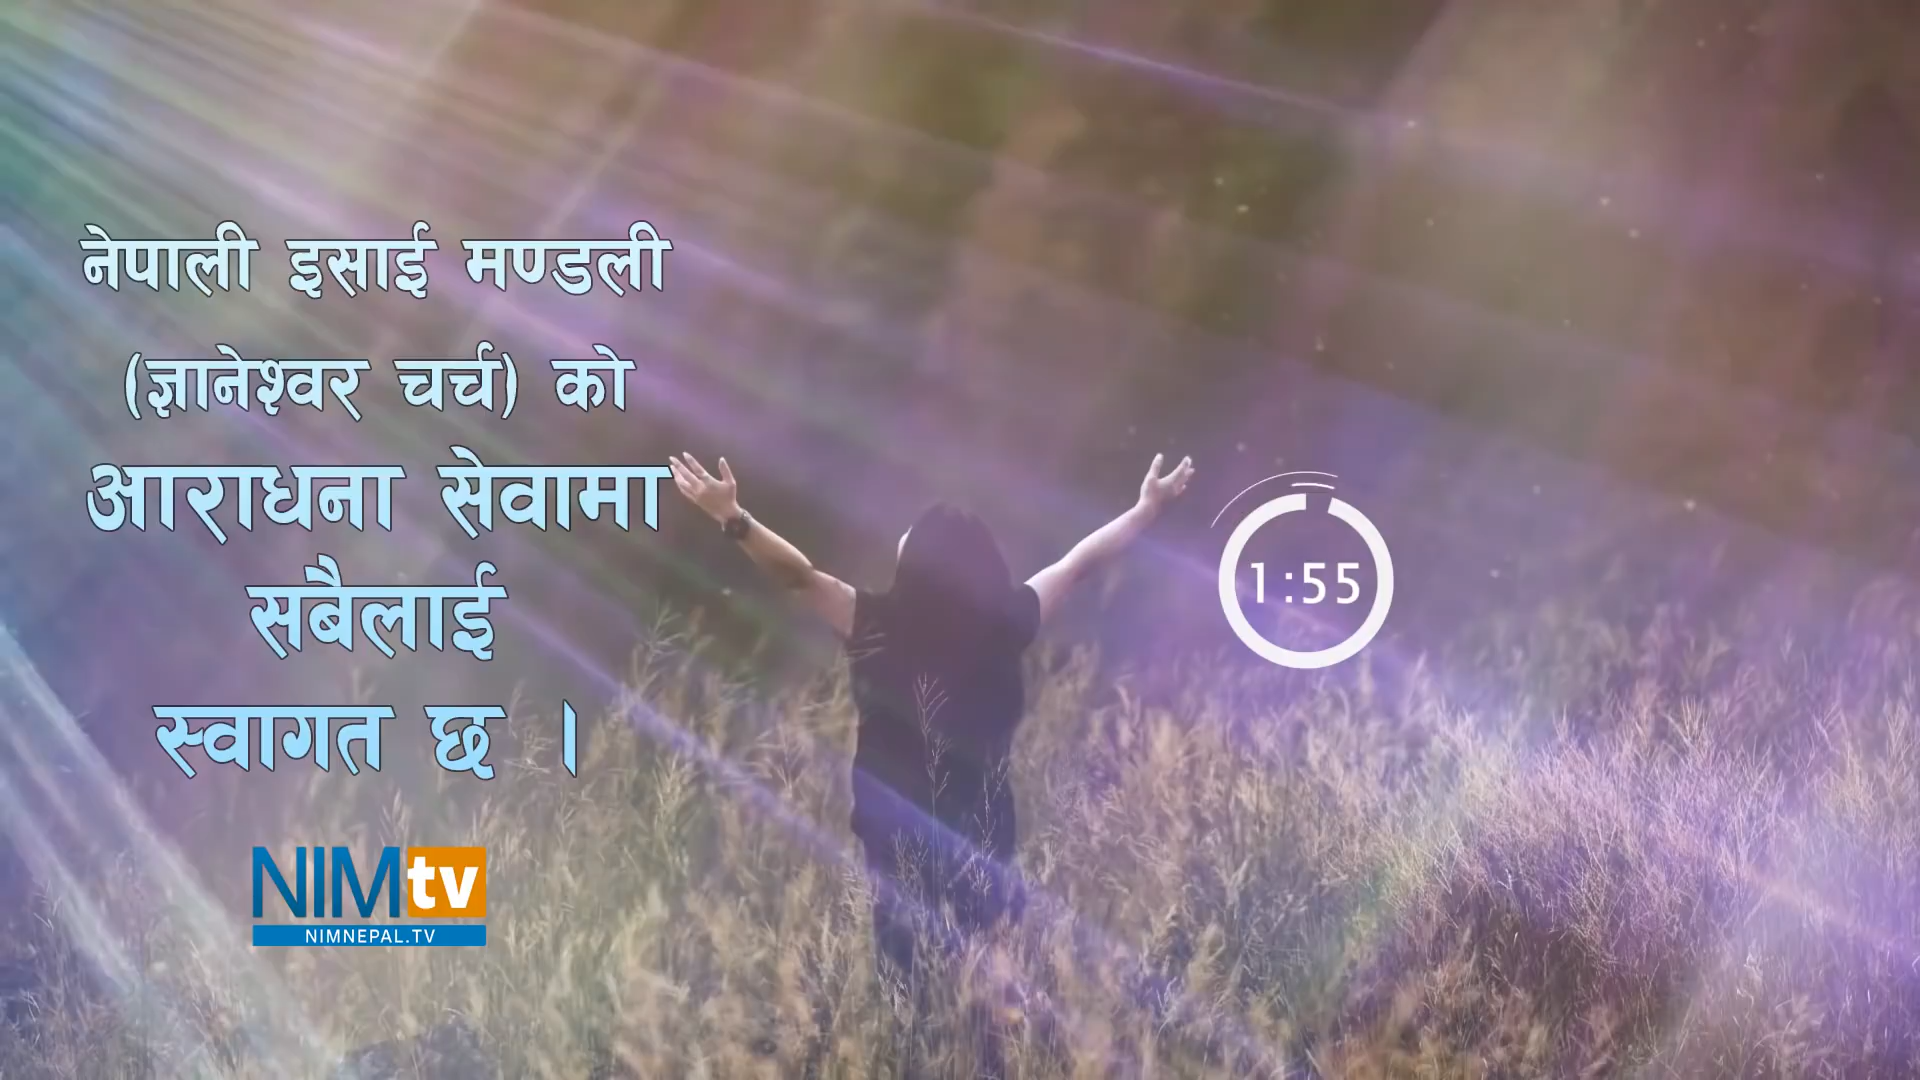 नेपाली इसाई मण्डली
(ज्ञानेश्वर चर्च) को
आराधना सेवामा
सबैलाई
स्वागत छ ।
NIMtv
NIMNEPAL.TV
1:55